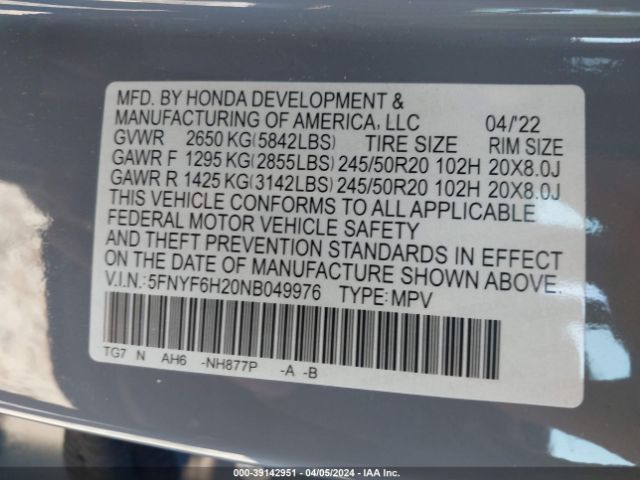 MFD. BY HONDA DEVELOPMENT &
MANUFACTURING OF AMERICA, LLC 04/'22
GVWR 2650 KG(5842LBS) TIRE SIZE RIM SIZE
GAWR F 1295 KG(2855LBS) 245/50R20 102H 20X8.0J
GAWR R 1425 KG(3142LBS) 245/50R20 102H 20X8.0J
THIS VEHICLE CONFORMS TO ALL APPLICABLE
FEDERAL MOTOR VEHICLE SAFETY
AND THEFT PREVENTION STANDARDS IN EFFECT
ON THE DATE OF MANUFACTURE SHOWN ABOVE.
V.I.N.:5FNYF6H20NB049976 TYPE:MPV
TG7 N AH6 -NH877P -A -B
000-39142951 | 04/05/2024 - IAA Inc.